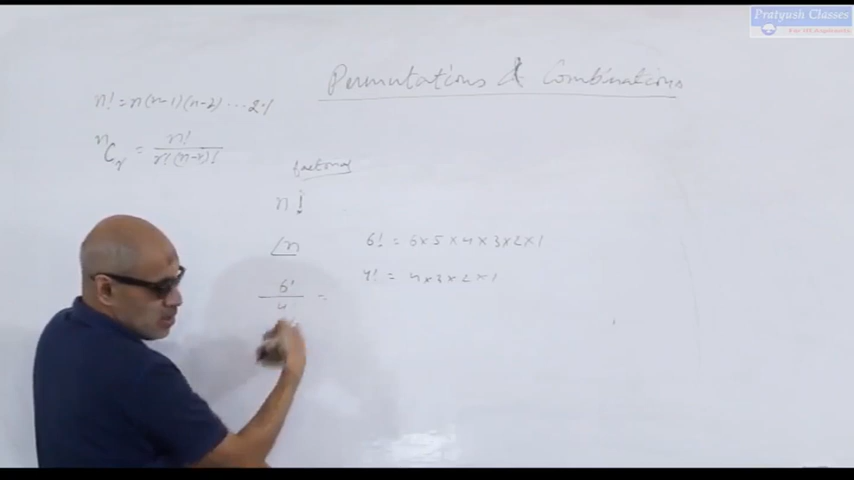 Pratyush Classes
Permutations & Combinations
n! = n(n-1)(n-2) ... 2·1
ⁿCᵣ = n! / r!(n-r)!
factorial
n!
∠n
6! = 6×5×4×3×2×1
6! / 4 =
4! = 4×3×2×1